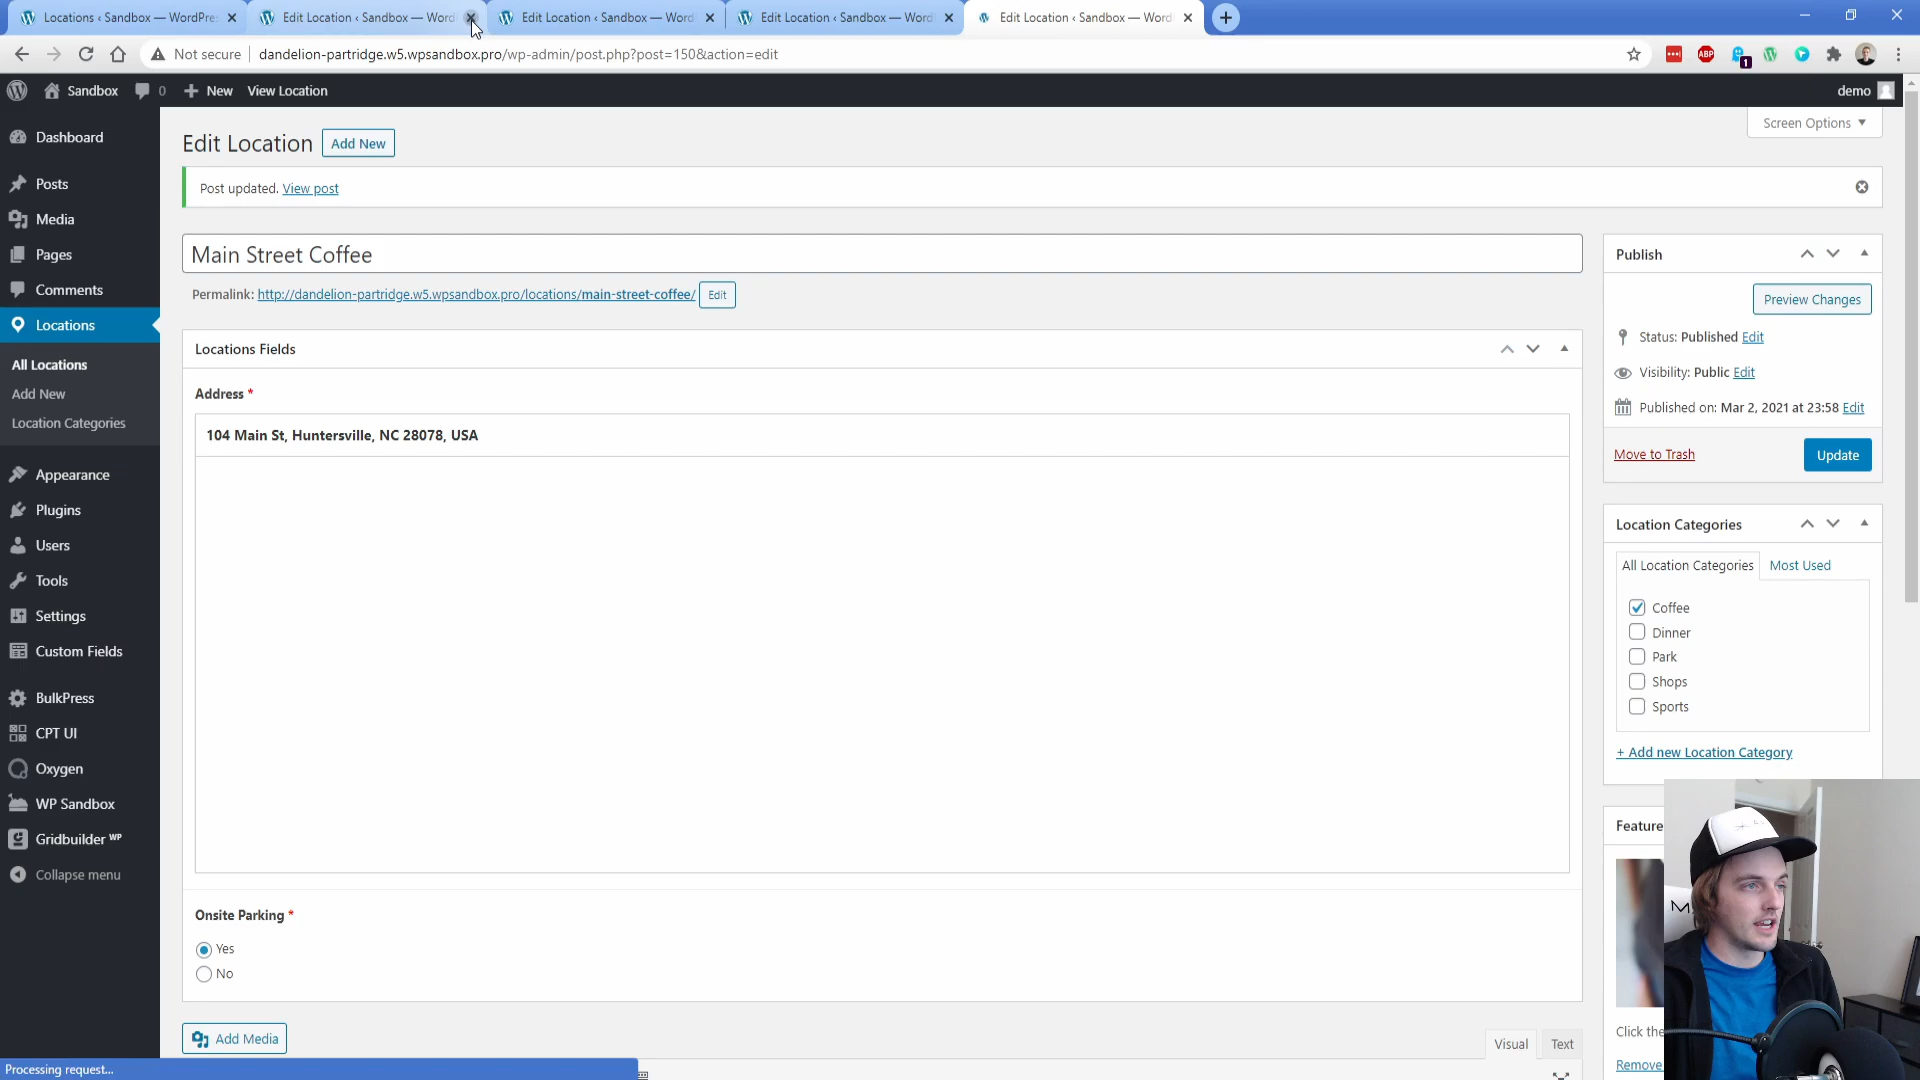 Locations ‹ Sandbox — WordPre
Edit Location ‹ Sandbox — Word
Edit Location ‹ Sandbox — Word
Edit Location ‹ Sandbox — Word
Edit Location ‹ Sandbox — Word
Not secure
dandelion-partridge.w5.wpsandbox.pro/wp-admin/post.php?post=150&action=edit
ABP
1
Sandbox
0
New
View Location
demo
Dashboard
Posts
Media
Pages
Comments
Locations
All Locations
Add New
Location Categories
Appearance
Plugins
Users
Tools
Settings
Custom Fields
BulkPress
CPT UI
Oxygen
WP Sandbox
Gridbuilder WP
Collapse menu
Screen Options
Edit Location
Add New
Post updated. View post
Main Street Coffee
Permalink: http://dandelion-partridge.w5.wpsandbox.pro/locations/main-street-coffee/
Edit
Locations Fields
Address *
104 Main St, Huntersville, NC 28078, USA
Onsite Parking *
Yes
No
Add Media
Visual
Text
Publish
Preview Changes
Status: Published Edit
Visibility: Public Edit
Published on: Mar 2, 2021 at 23:58 Edit
Move to Trash
Update
Location Categories
All Location Categories
Most Used
Coffee
Dinner
Park
Shops
Sports
+ Add new Location Category
Feature
Click the
Remove
Processing request...